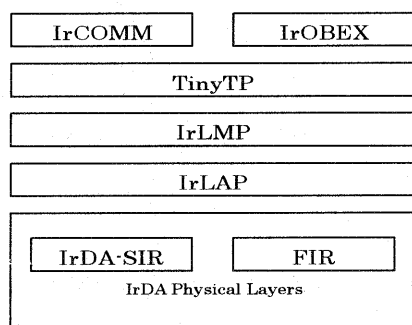 IrCOMM IrOBEX
TinyTP
IrLMP
IrLAP
IrDA-SIR FIR
IrDA Physical Layers